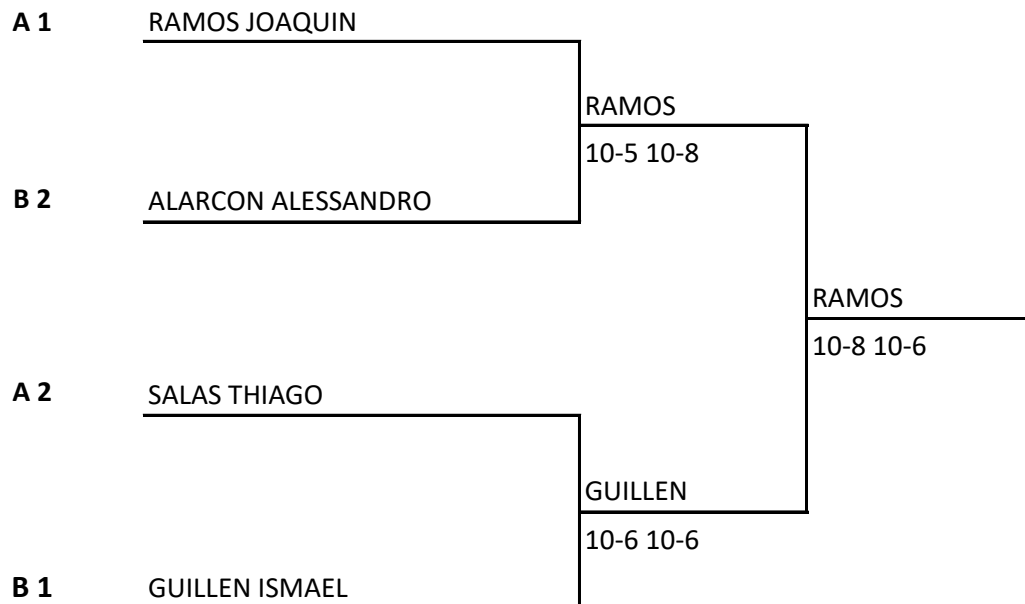 A 1 RAMOS JOAQUIN
RAMOS
10-5 10-8
B 2 ALARCON ALESSANDRO
RAMOS
10-8 10-6
A 2 SALAS THIAGO
GUILLEN
10-6 10-6
B 1 GUILLEN ISMAEL